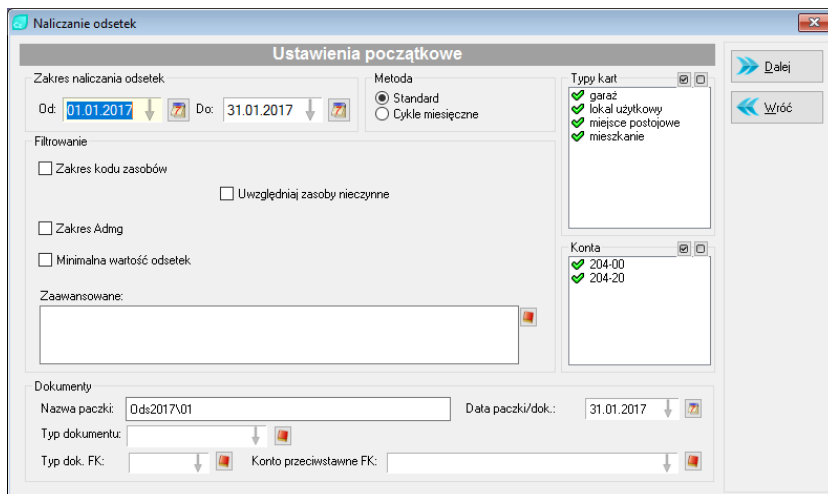 Naliczanie odsetek
Ustawienia początkowe
Zakres naliczania odsetek
Od: 01.01.2017 Do: 31.01.2017
Metoda
Standard
Cykle miesięczne
Typy kart
garaż
lokal użytkowy
miejsce postojowe
mieszkanie
Dalej
Wróć
Filtrowanie
Zakres kodu zasobów
Uwzględniaj zasoby nieczynne
Zakres Admg
Minimalna wartość odsetek
Zaawansowane:
Konta
204-00
204-20
Dokumenty
Nazwa paczki: Ods2017\01 Data paczki/dok.: 31.01.2017
Typ dokumentu:
Typ dok. FK: Konto przeciwstawne FK: